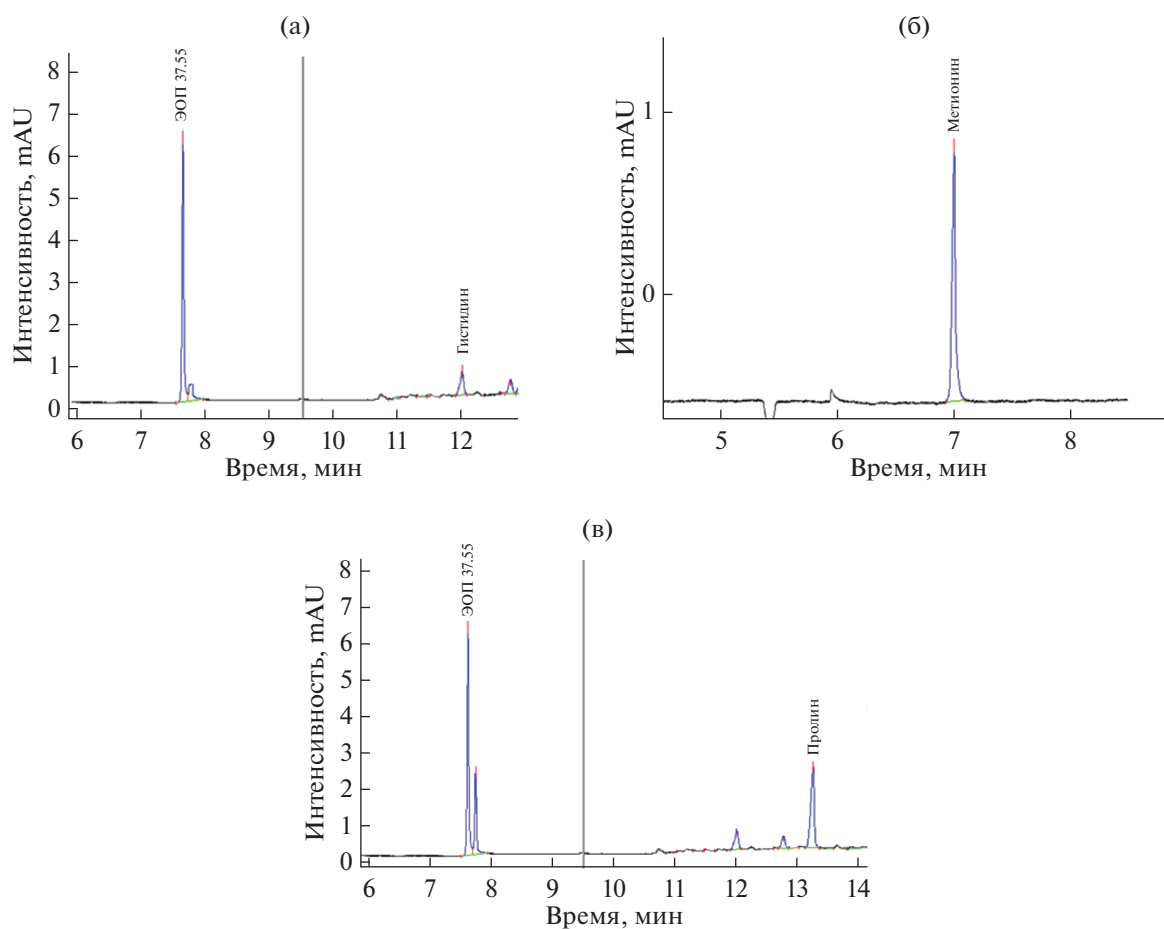 (а)
ЭОП 37.55
Гистидин
Интенсивность, mAU
8
7
6
5
4
3
2
1
0
6 7 8 9 10 11 12
Время, мин
(б)
Метионин
Интенсивность, mAU
1
0
5 6 7 8
Время, мин
(в)
ЭОП 37.55
Пролин
Интенсивность, mAU
8
7
6
5
4
3
2
1
0
6 7 8 9 10 11 12 13 14
Время, мин